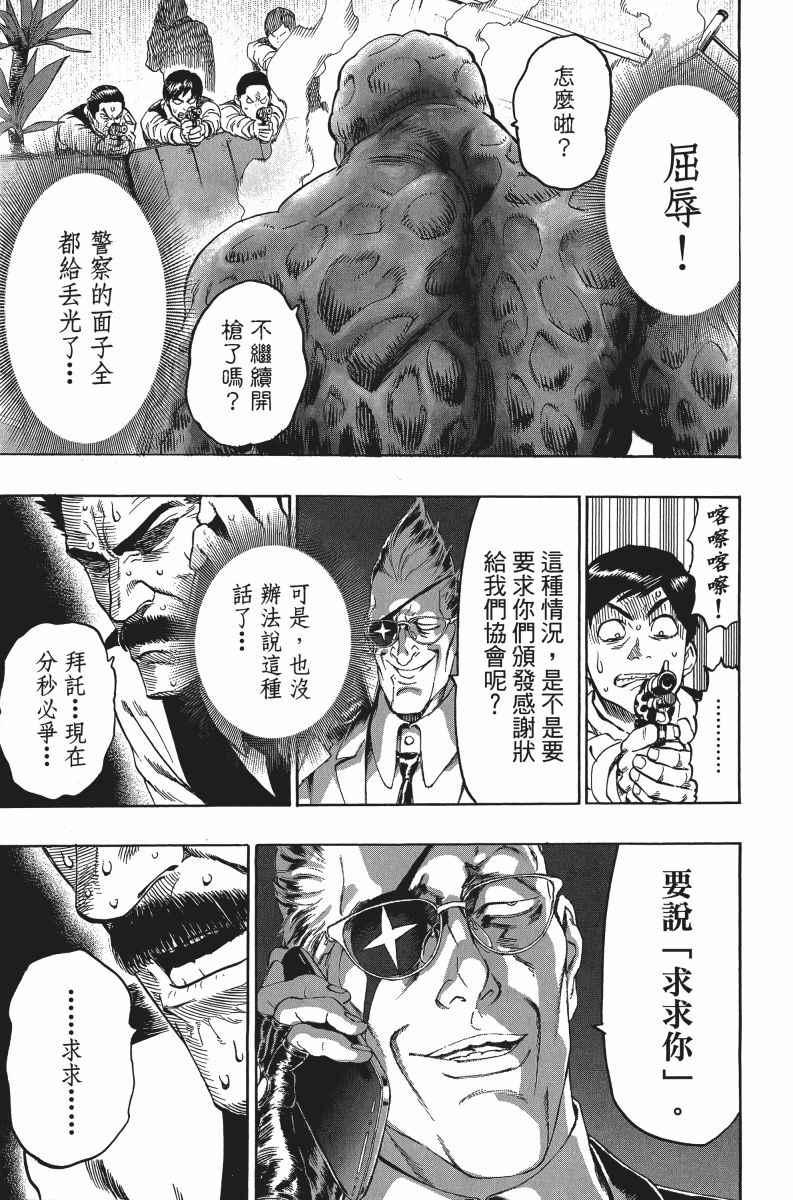 屈辱！
怎麼啦？
不繼續開
槍了嗎？
警察的面子全
都給丟光了…
喀嚓喀嚓！
………
這種情況，是不是要
要求你們頒發感謝狀
給我們協會呢？
可是，也沒
辦法說這種
話了…
拜託…現在
分秒必爭…
要說「求求你」。
……求求……